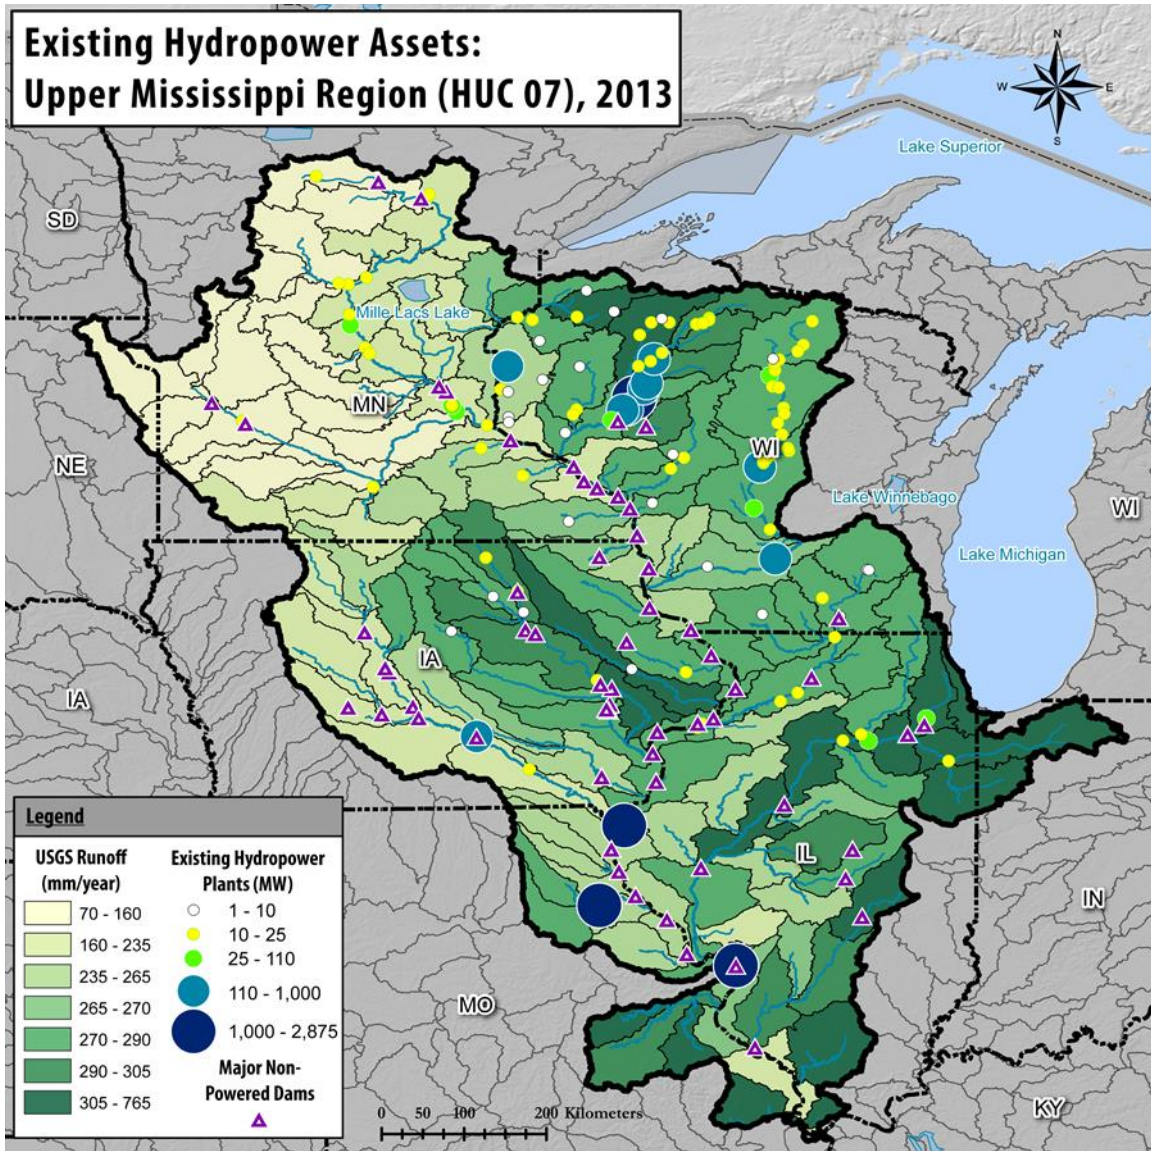 Existing Hydropower Assets:
Upper Mississippi Region (HUC 07), 2013
N
W E
S
Lake Superior
SD
Mille Lacs Lake
MN
NE
WI
Lake Winnebago
WI
Lake Michigan
IA
IA
IL
IN
MO
KY
Legend
USGS Runoff
(mm/year)
70 - 160
160 - 235
235 - 265
265 - 270
270 - 290
290 - 305
305 - 765
Existing Hydropower
Plants (MW)
1 - 10
10 - 25
25 - 110
110 - 1,000
1,000 - 2,875
Major Non-
Powered Dams
0 50 100 200 Kilometers